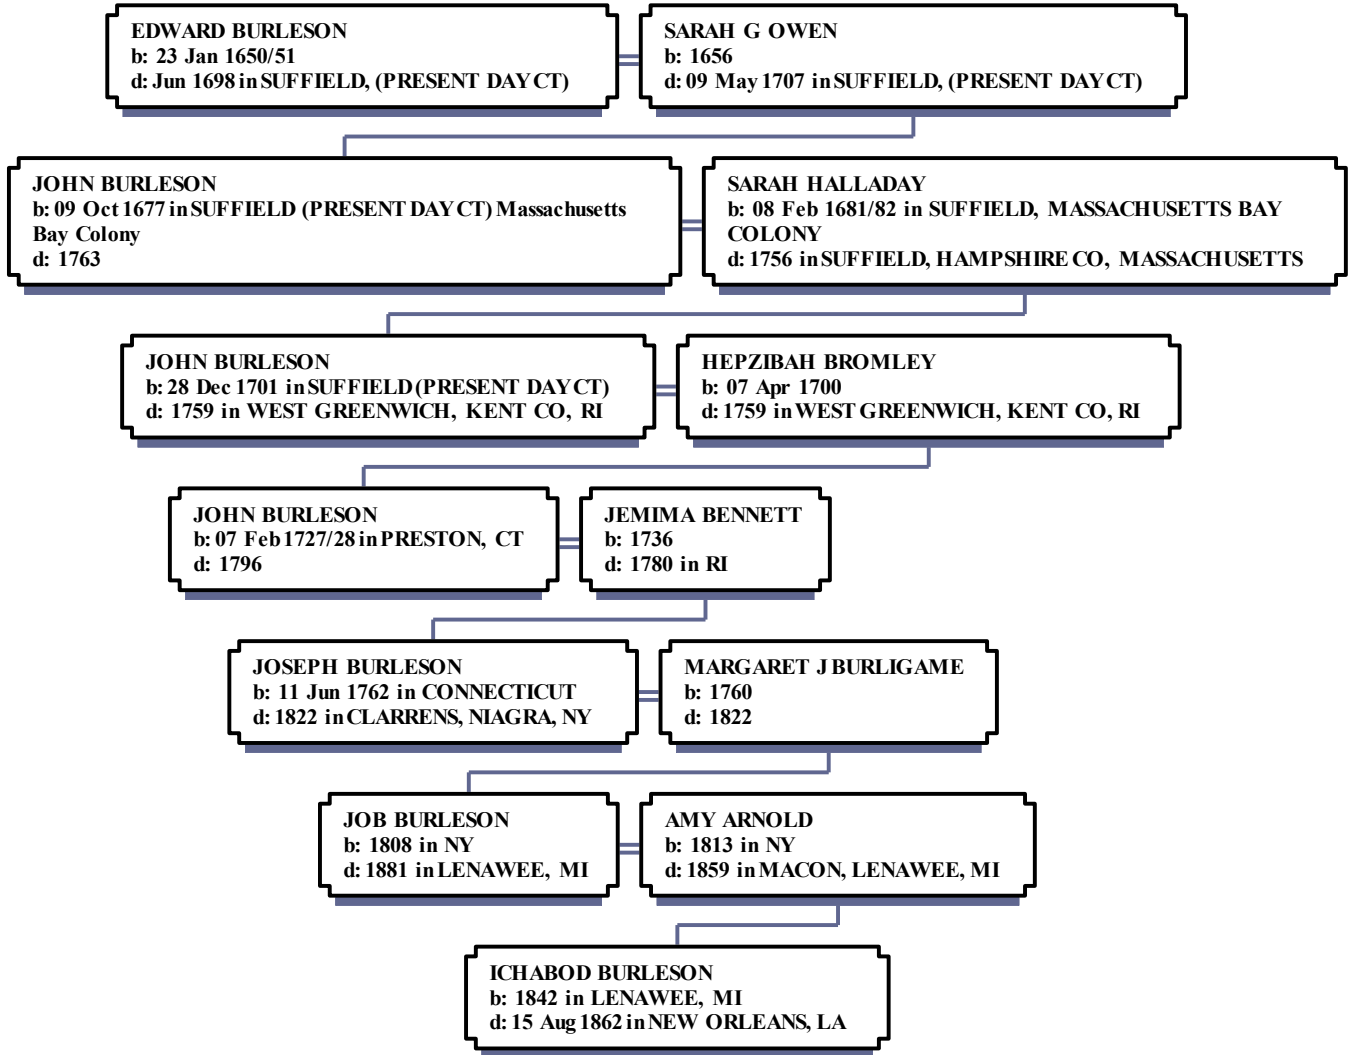 EDWARD BURLESON
b: 23 Jan 1650/51
d: Jun 1698 in SUFFIELD, (PRESENT DAY CT)
SARAH G OWEN
b: 1656
d: 09 May 1707 in SUFFIELD, (PRESENT DAY CT)
JOHN BURLESON
b: 09 Oct 1677 in SUFFIELD (PRESENT DAY CT) Massachusetts
Bay Colony
d: 1763
SARAH HALLADAY
b: 08 Feb 1681/82 in SUFFIELD, MASSACHUSETTS BAY
COLONY
d: 1756 in SUFFIELD, HAMPSHIRE CO, MASSACHUSETTS
JOHN BURLESON
b: 28 Dec 1701 in SUFFIELD (PRESENT DAY CT)
d: 1759 in WEST GREENWICH, KENT CO, RI
HEPZIBAH BROMLEY
b: 07 Apr 1700
d: 1759 in WEST GREENWICH, KENT CO, RI
JOHN BURLESON
b: 07 Feb 1727/28 in PRESTON, CT
d: 1796
JEMIMA BENNETT
b: 1736
d: 1780 in RI
JOSEPH BURLESON
b: 11 Jun 1762 in CONNECTICUT
d: 1822 in CLARRENS, NIAGRA, NY
MARGARET J BURLIGAME
b: 1760
d: 1822
JOB BURLESON
b: 1808 in NY
d: 1881 in LENAWEE, MI
AMY ARNOLD
b: 1813 in NY
d: 1859 in MACON, LENAWEE, MI
ICHABOD BURLESON
b: 1842 in LENAWEE, MI
d: 15 Aug 1862 in NEW ORLEANS, LA